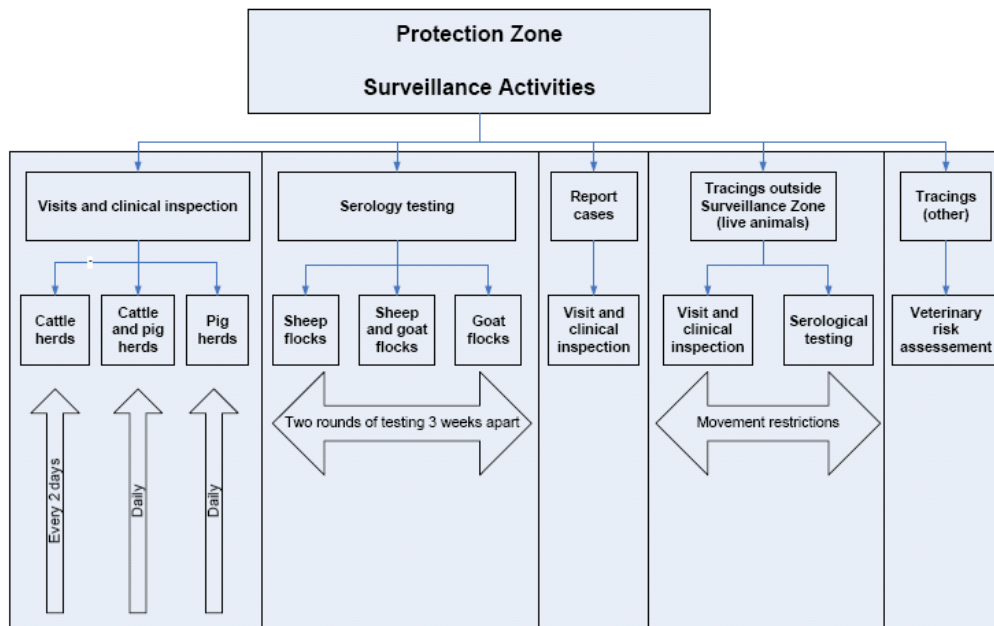 Protection Zone
Surveillance Activities
Visits and clinical inspection
Serology testing
Report
cases
Tracings outside
Surveillance Zone
(live animals)
Tracings
(other)
Cattle
herds
Cattle
and pig
herds
Pig
herds
Sheep
flocks
Sheep
and goat
flocks
Goat
flocks
Visit and
clinical
inspection
Visit and
clinical
inspection
Serological
testing
Veterinary
risk
assessement
Every 2 days
Daily
Daily
Two rounds of testing 3 weeks apart
Movement restrictions